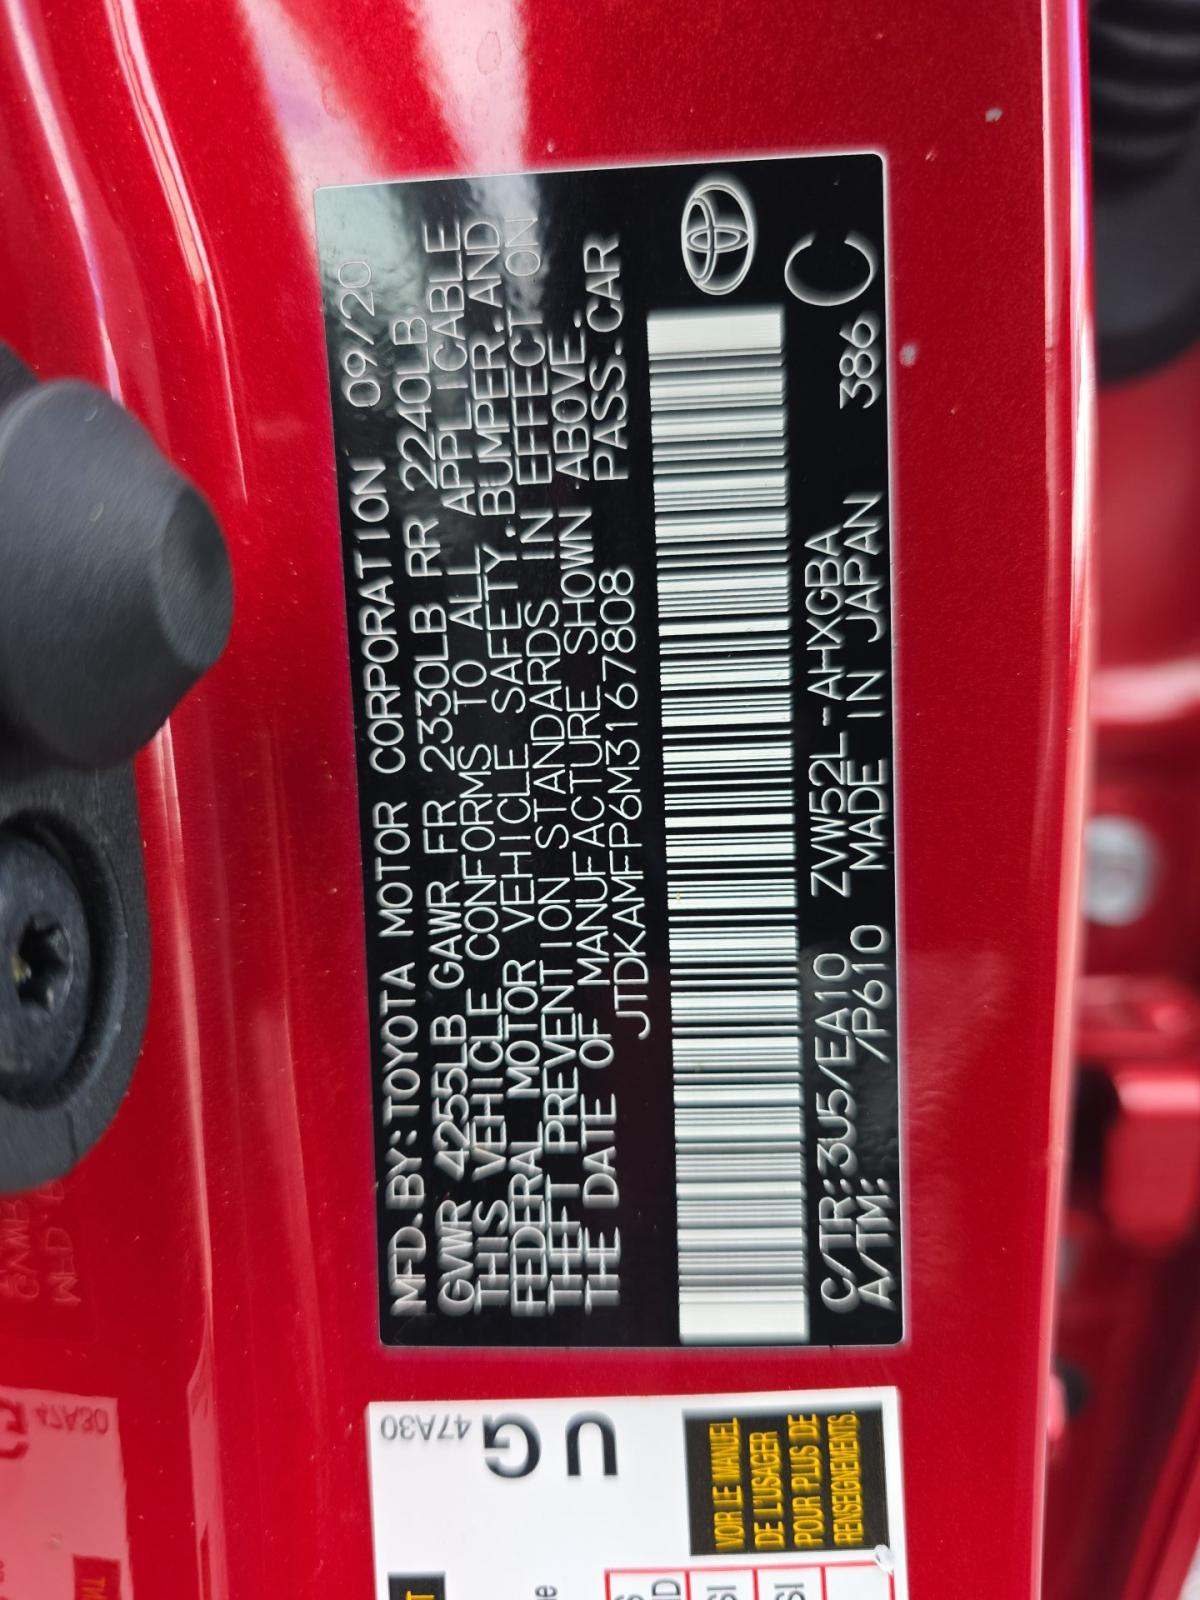 MFD.BY:TOYOTA MOTOR CORPORATION 09/20
GVWR 4255LB GAWR FR 2330LB RR 2240LB
THIS VEHICLE CONFORMS TO ALL APPLICABLE
FEDERAL MOTOR VEHICLE SAFETY.BUMPER.AND
THEFT PREVENTION STANDARDS IN EFFECT ON
THE DATE OF MANUFACTURE SHOWN ABOVE.
JTDKAMFP6M3167808 PASS.CAR
C/TR:3U5/EA10 ZVW52L-AHXGBA 386
A/TM: /P610 MADE IN JAPAN C
47A30
UG
VOIR LE MANUEL
DE L'USAGER
POUR PLUS DE
RENSEIGNEMENTS.